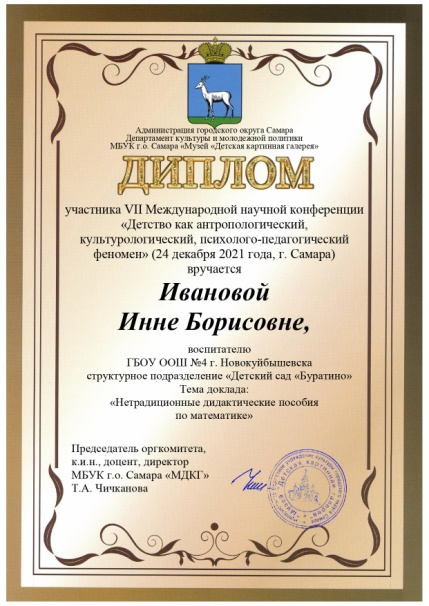 Администрация городского округа Самара
Департамент культуры и молодежной политики
МБУК г.о. Самара «Музей «Детская картинная галерея»
ДИПЛОМ
участника VII Международной научной конференции
«Детство как антропологический,
культурологический, психолого-педагогический
феномен» (24 декабря 2021 года, г. Самара)
вручается
Ивановой
Инне Борисовне,
воспитателю
ГБОУ ООШ №4 г. Новокуйбышевска
структурное подразделение «Детский сад «Буратино»
Тема доклада:
«Нетрадиционные дидактические пособия
по математике»
Председатель оргкомитета,
к.и.н., доцент, директор
МБУК г.о. Самара «МДКГ»
Т.А. Чичканова